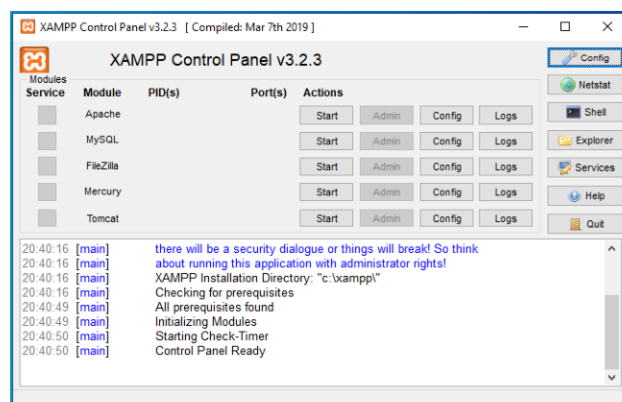 XAMPP Control Panel v3.2.3 [ Compiled: Mar 7th 2019 ]
XAMPP Control Panel v3.2.3
Config
Modules
Service Module PID(s) Port(s) Actions
Netstat
Apache Start Admin Config Logs
Shell
MySQL Start Admin Config Logs
Explorer
FileZilla Start Admin Config Logs
Services
Mercury Start Admin Config Logs
Help
Tomcat Start Admin Config Logs
Quit
20:40:16 [main] there will be a security dialogue or things will break! So think
20:40:16 [main] about running this application with administrator rights!
20:40:16 [main] XAMPP Installation Directory: "c:\xampp\"
20:40:16 [main] Checking for prerequisites
20:40:49 [main] All prerequisites found
20:40:49 [main] Initializing Modules
20:40:50 [main] Starting Check-Timer
20:40:50 [main] Control Panel Ready